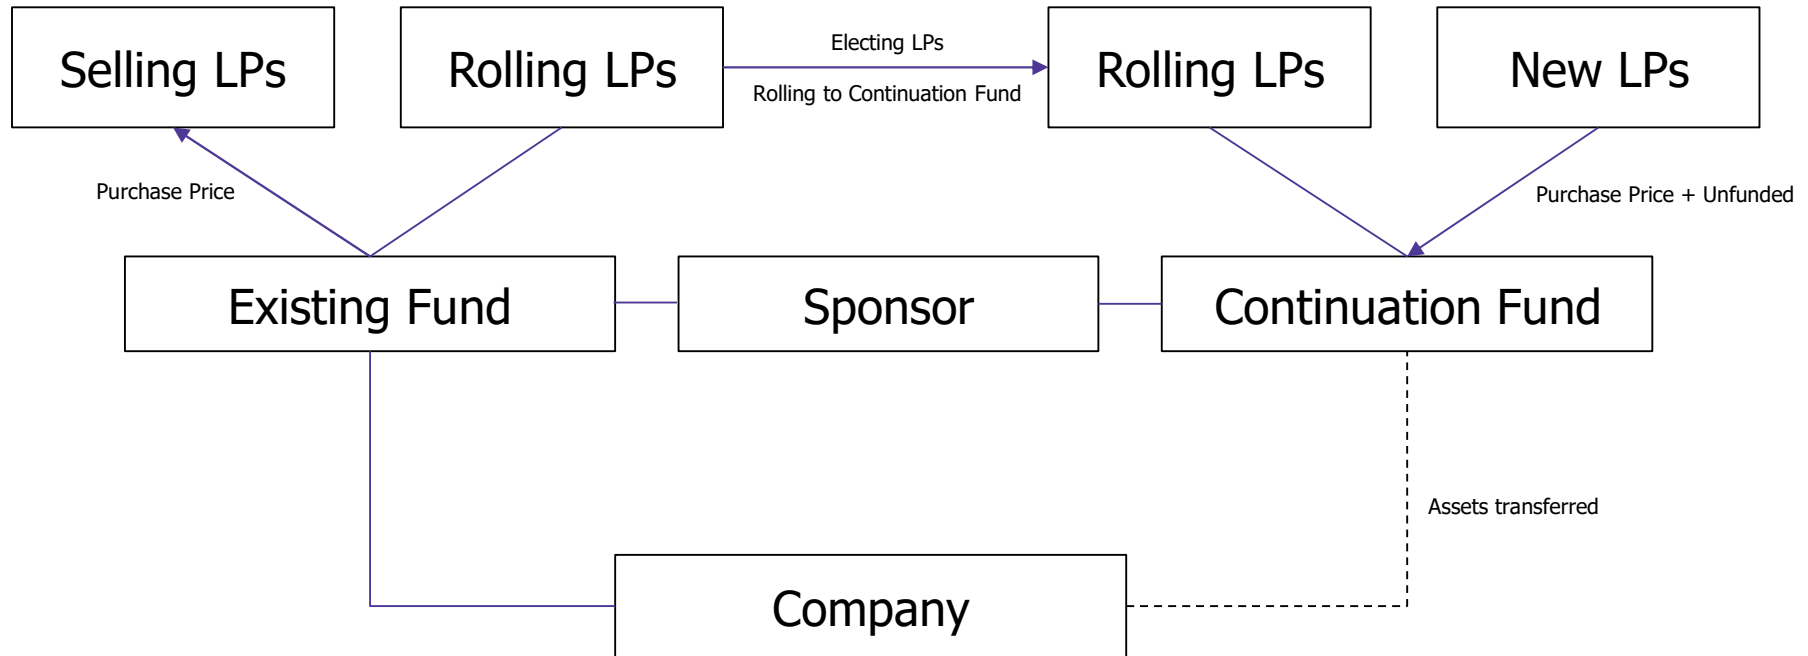 Selling LPs
Rolling LPs
Electing LPs
Rolling to Continuation Fund
Rolling LPs
New LPs
Purchase Price
Purchase Price + Unfunded
Existing Fund
Sponsor
Continuation Fund
Assets transferred
Company